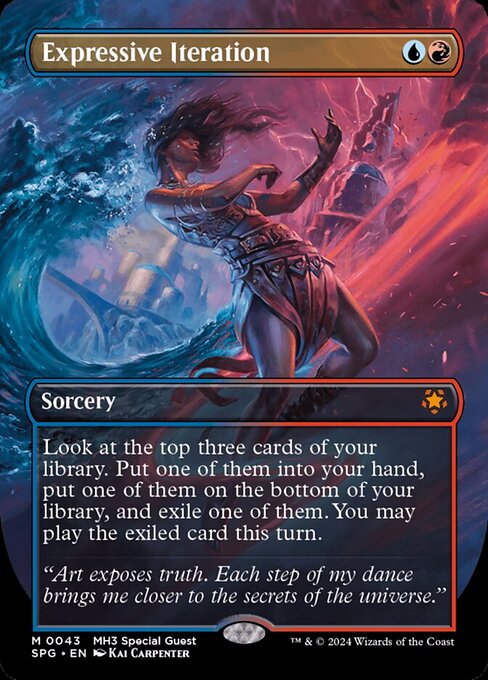 Expressive Iteration
Sorcery
Look at the top three cards of your
library. Put one of them into your hand,
put one of them on the bottom of your
library, and exile one of them. You may
play the exiled card this turn.
“Art exposes truth. Each step of my dance
brings me closer to the secrets of the universe.”
M 0043 MH3 Special Guest
SPG • EN Kai Carpenter
™ & © 2024 Wizards of the Coast